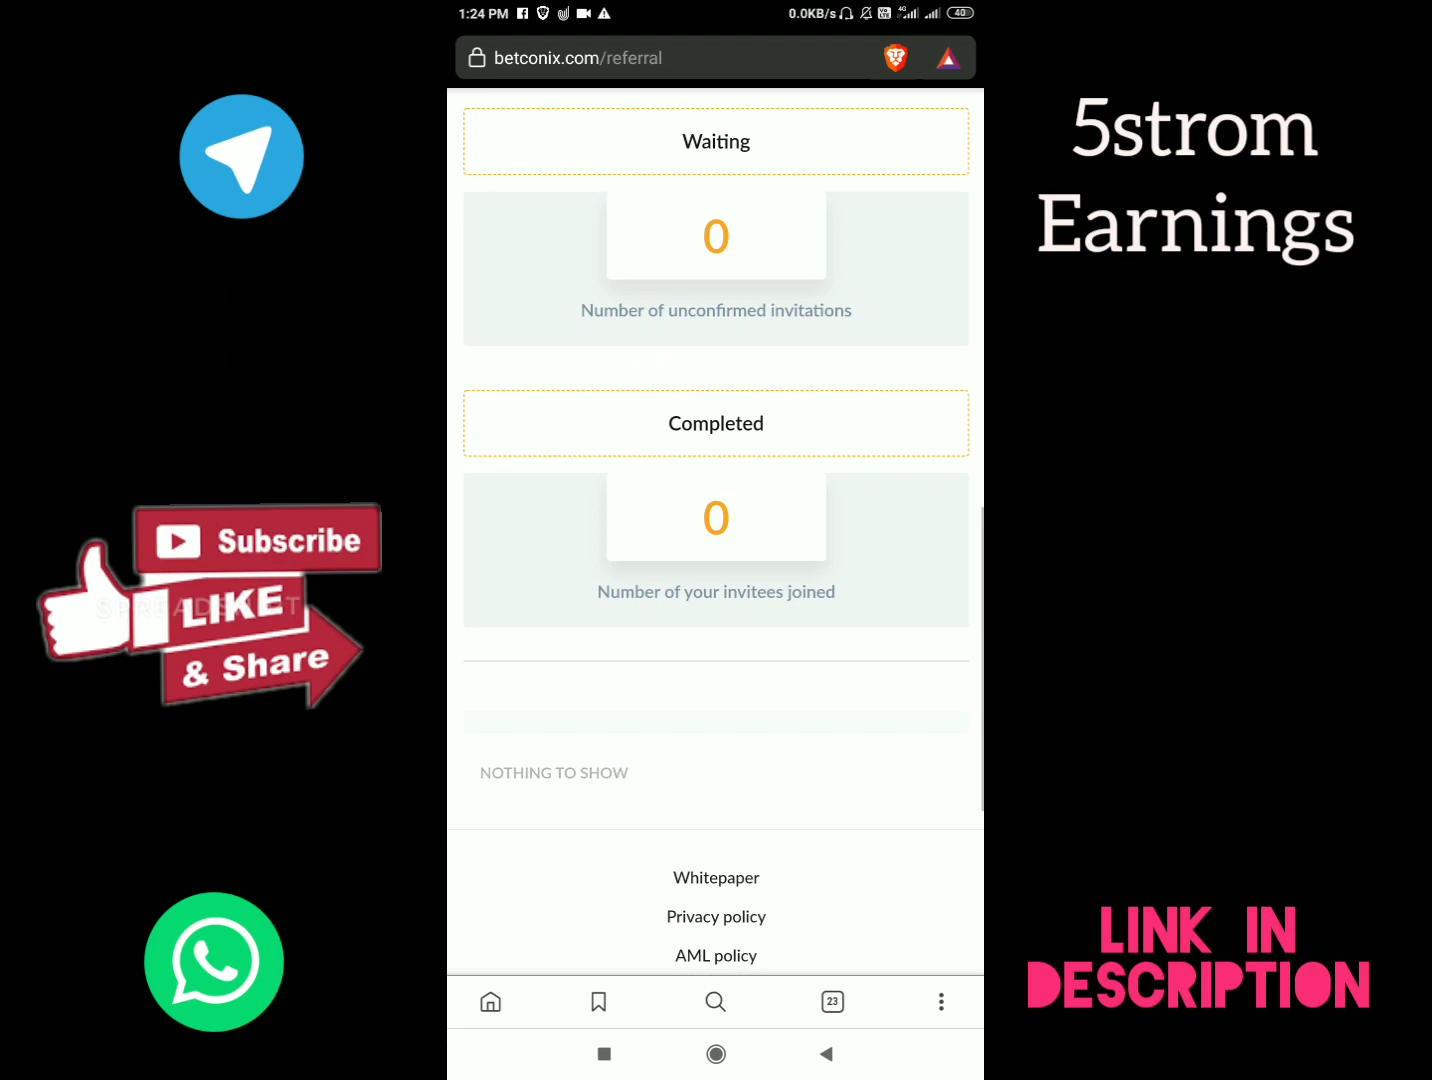 1:24 PM
0.0KB/s
4G
40
betconix.com/referral
5strom
Earnings
Waiting
0
Number of unconfirmed invitations
Completed
0
Number of your invitees joined
Subscribe
LIKE
& Share
NOTHING TO SHOW
Whitepaper
Privacy policy
AML policy
LINK IN
DESCRIPTION
23